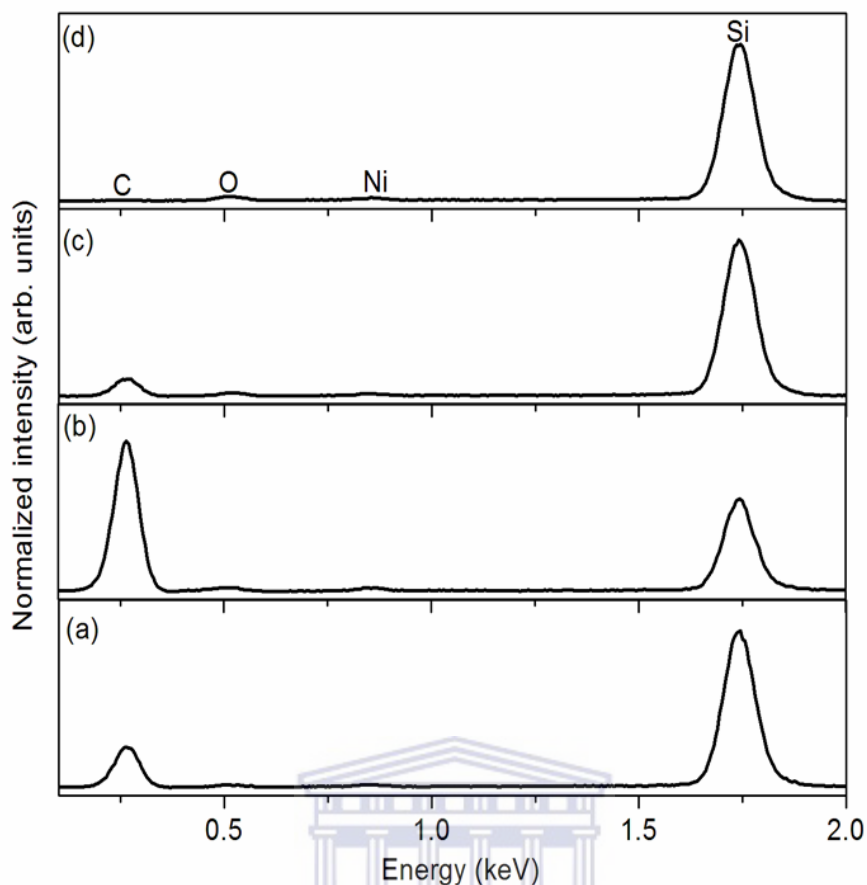 (d)
Si
C O Ni
(c)
(b)
(a)
Normalized intensity (arb. units)
0.5 1.0 1.5 2.0
Energy (keV)